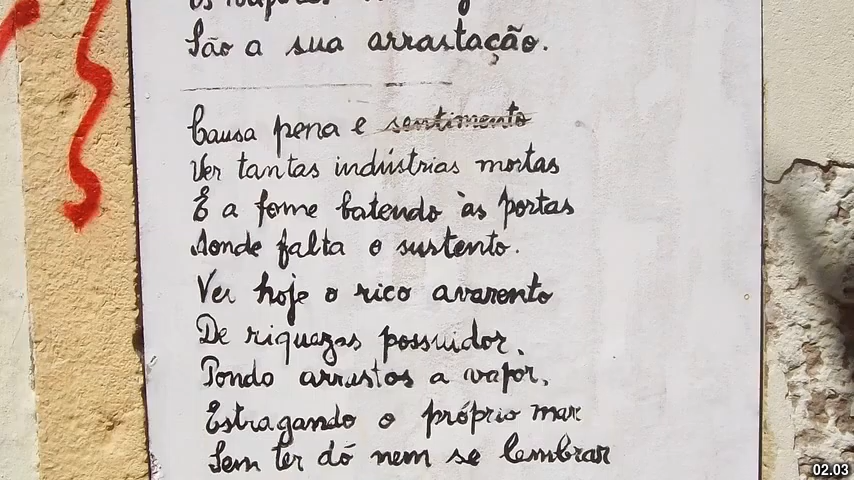 São a sua arrastação.
Causa pena e sentimento
Ver tantas indústrias mortas
E a fome batendo às portas
Aonde falta o sustento.
Ver hoje o rico avarento
De riquezas possuidor,
Pondo arrastos a vapor,
Estragando o próprio mar
Sem ter dó nem se lembrar
02.03